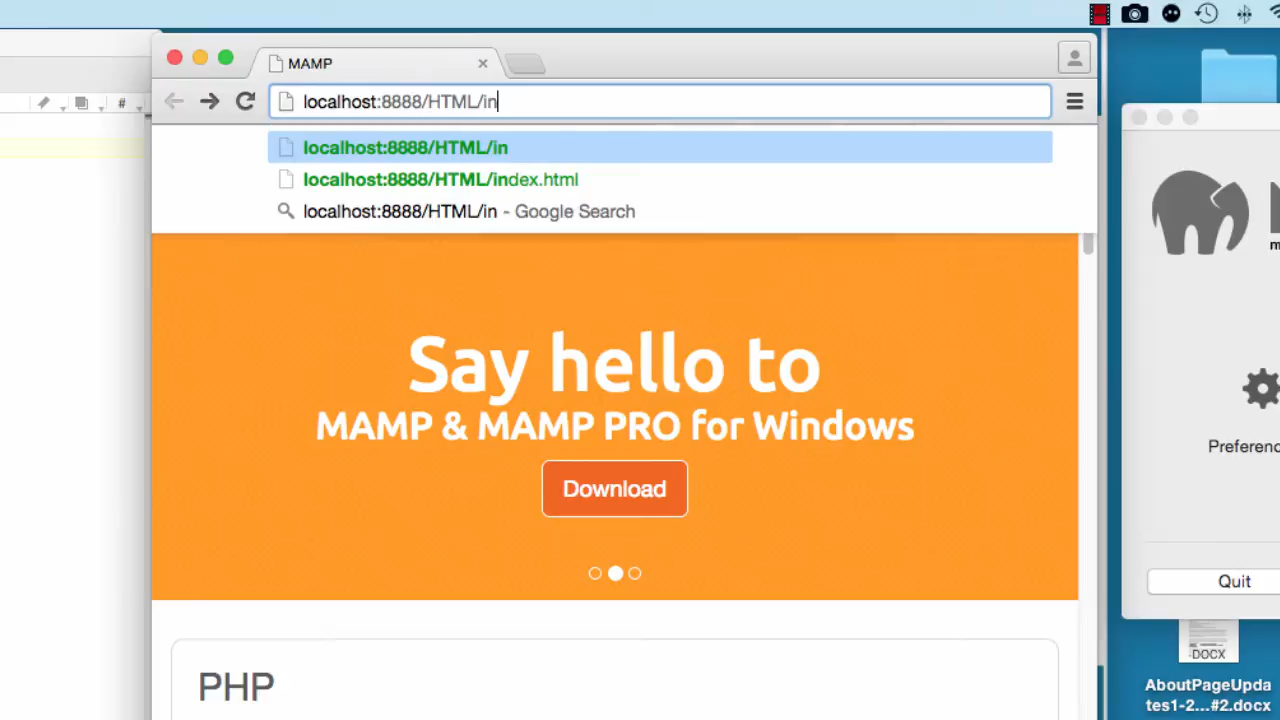 MAMP
localhost:8888/HTML/in
localhost:8888/HTML/in
localhost:8888/HTML/index.html
localhost:8888/HTML/in - Google Search
#
Say hello to
MAMP & MAMP PRO for Windows
Download
PHP
Preferenc
Quit
DOCX
AboutPageUpda
tes1-2...#2.docx